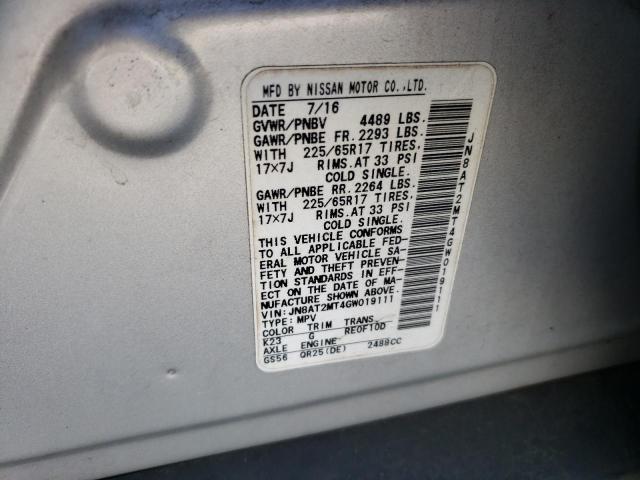 MFD BY NISSAN MOTOR CO.,LTD.
DATE 7/16
GVWR/PNBV 4489 LBS.
GAWR/PNBE FR. 2293 LBS.
WITH 225/65R17 TIRES,
17×7J RIMS.AT 33 PSI
COLD SINGLE.
GAWR/PNBE RR. 2264 LBS.
WITH 225/65R17 TIRES,
17×7J RIMS.AT 33 PSI
COLD SINGLE.
THIS VEHICLE CONFORMS
TO ALL APPLICABLE FED-
ERAL MOTOR VEHICLE SA-
FETY AND THEFT PREVEN-
TION STANDARDS IN EFF-
ECT ON THE DATE OF MA-
NUFACTURE SHOWN ABOVE.
VIN: JN8AT2MT4GW019111
TYPE: MPV
COLOR TRIM TRANS
K23 G RE0F10D
AXLE ENGINE
GS56 QR25(DE) 2488CC
JN8AT2MT4GW019111